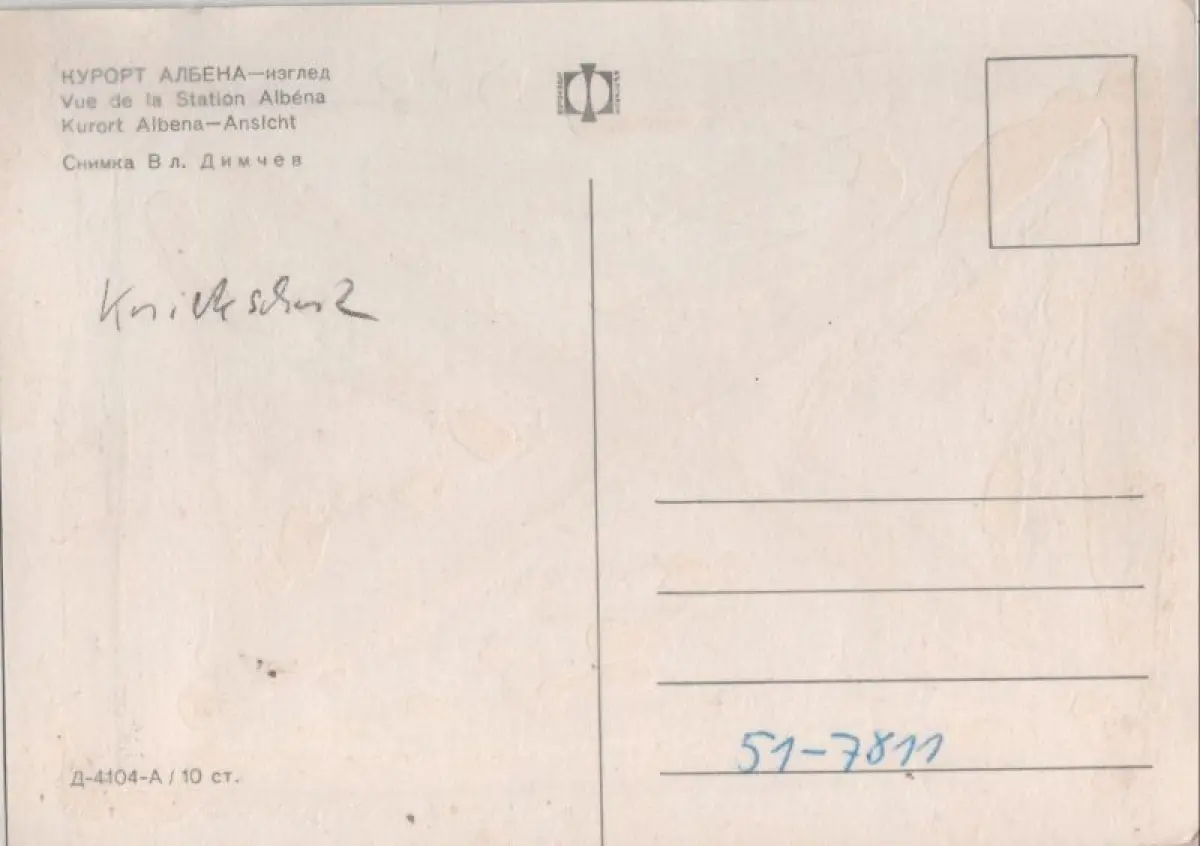 КУРОРТ АЛБЕНА—изглед
Vue de la Station Albéna
Kurort Albena—Ansicht
Снимка Вл. Димчев
Д-4104-А / 10 ст.
51-7811